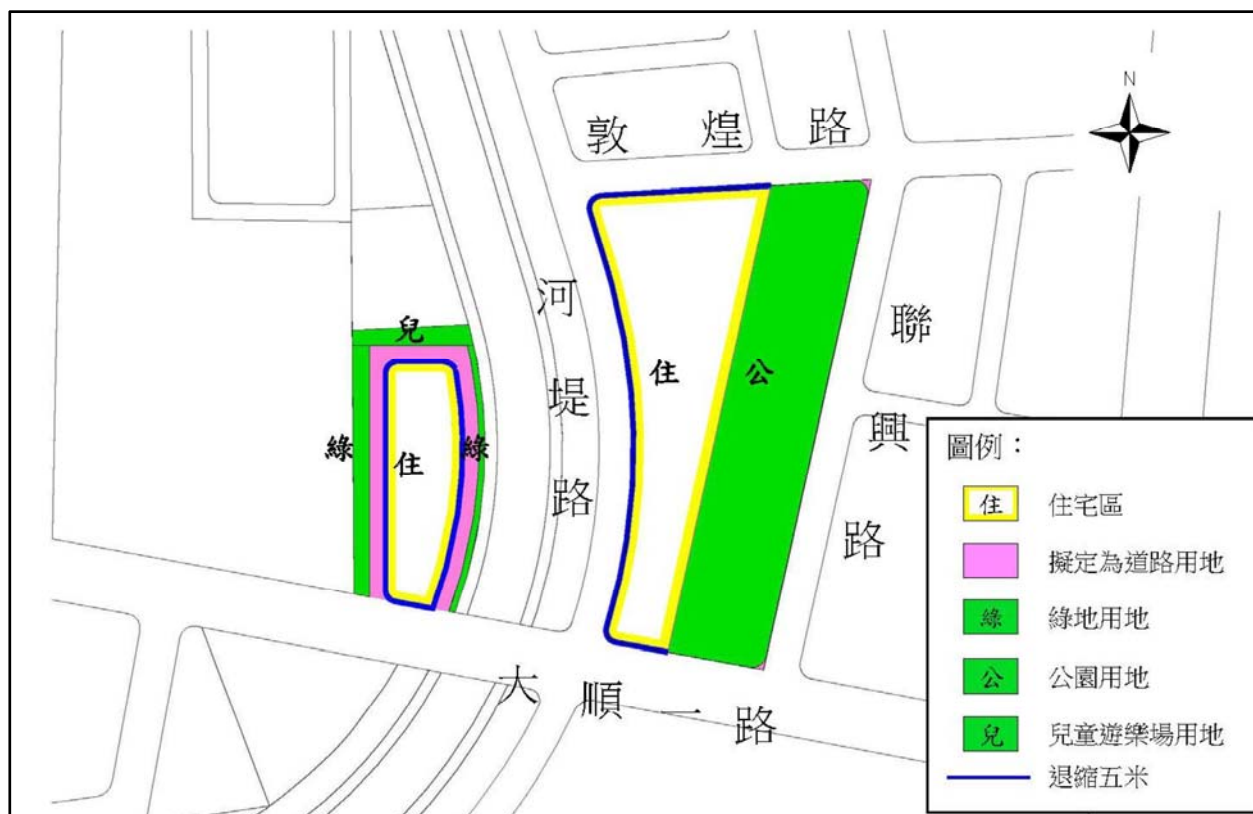 N
敦煌路
河堤路
聯興路
大順一路
兒
綠
住
綠
住
公
圖例：
住 住宅區
擬定為道路用地
綠 綠地用地
公 公園用地
兒 兒童遊樂場用地
退縮五米